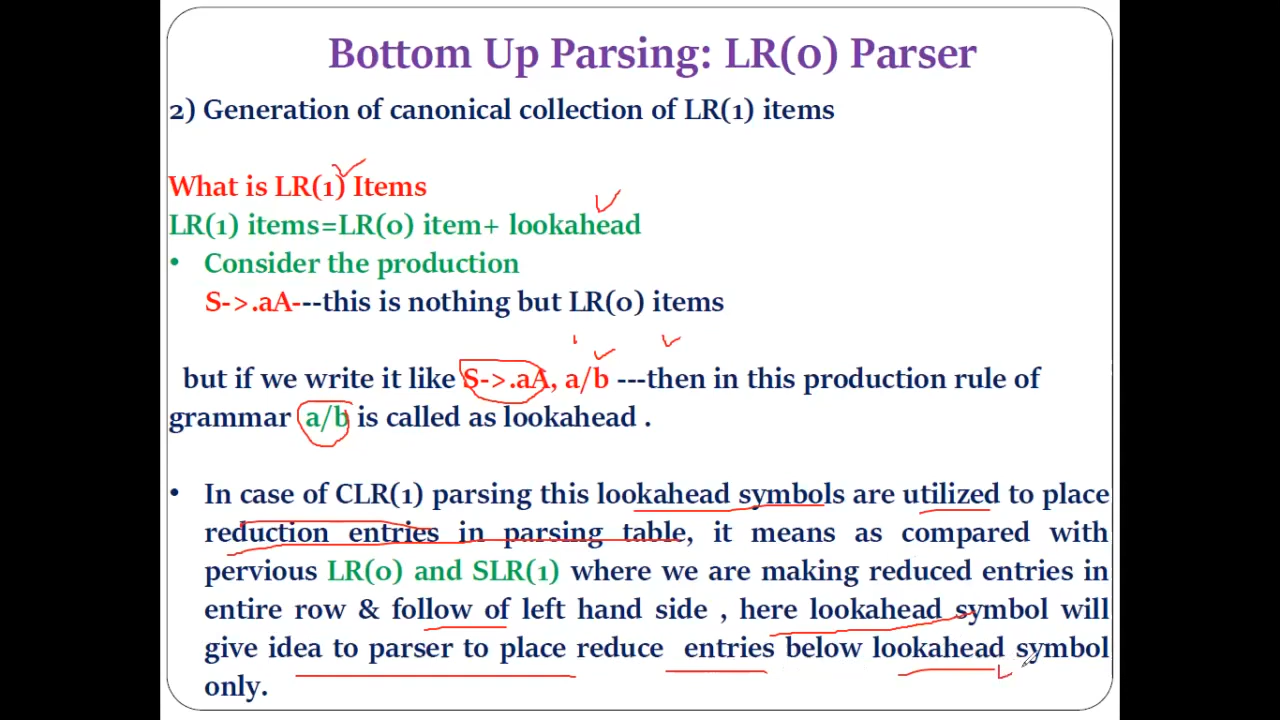 Bottom Up Parsing: LR(0) Parser
2) Generation of canonical collection of LR(1) items
What is LR(1) Items
LR(1) items=LR(0) item+ lookahead
• Consider the production
S->.aA---this is nothing but LR(0) items
but if we write it like S->.aA, a/b ---then in this production rule of
grammar a/b is called as lookahead .
• In case of CLR(1) parsing this lookahead symbols are utilized to place
reduction entries in parsing table, it means as compared with
pervious LR(0) and SLR(1) where we are making reduced entries in
entire row & follow of left hand side , here lookahead symbol will
give idea to parser to place reduce entries below lookahead symbol
only.